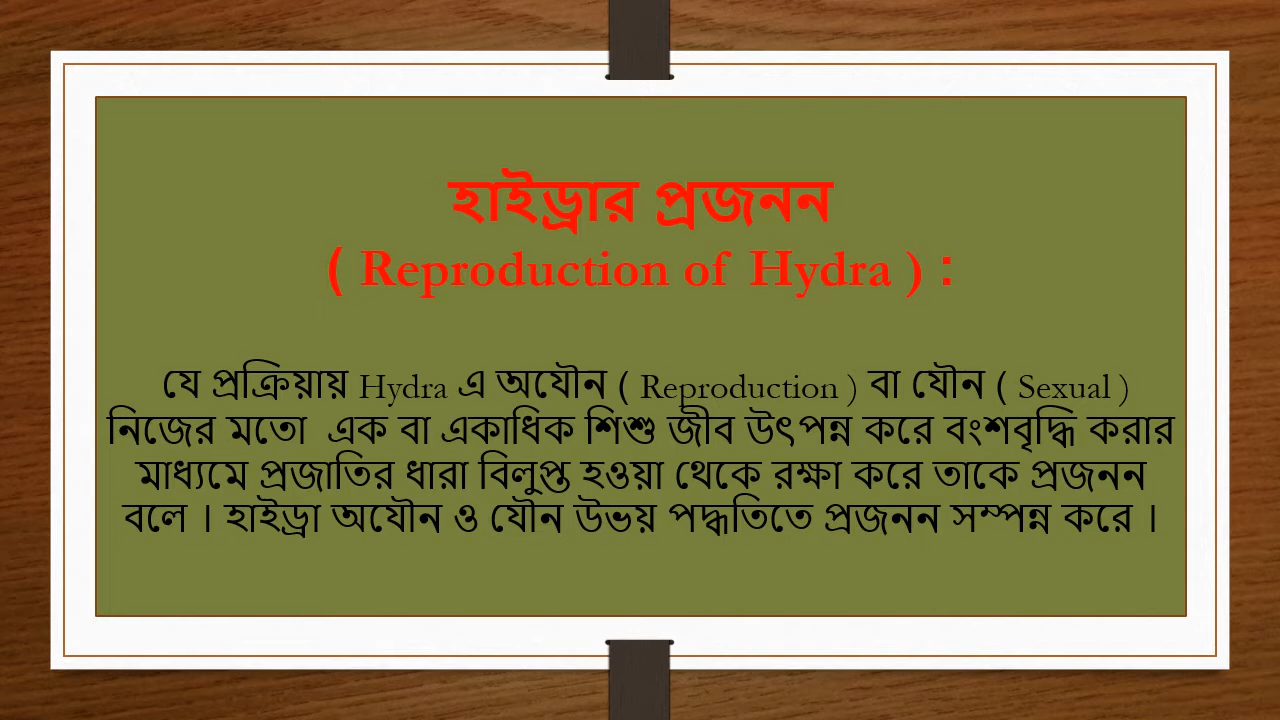 হাইড্রার প্রজনন
( Reproduction of Hydra ) :
যে প্রক্রিয়ায় Hydra এ অযৌন ( Reproduction ) বা যৌন ( Sexual )
নিজের মতো এক বা একাধিক শিশু জীব উৎপন্ন করে বংশবৃদ্ধি করার
মাধ্যমে প্রজাতির ধারা বিলুপ্ত হওয়া থেকে রক্ষা করে তাকে প্রজনন
বলে । হাইড্রা অযৌন ও যৌন উভয় পদ্ধতিতে প্রজনন সম্পন্ন করে ।